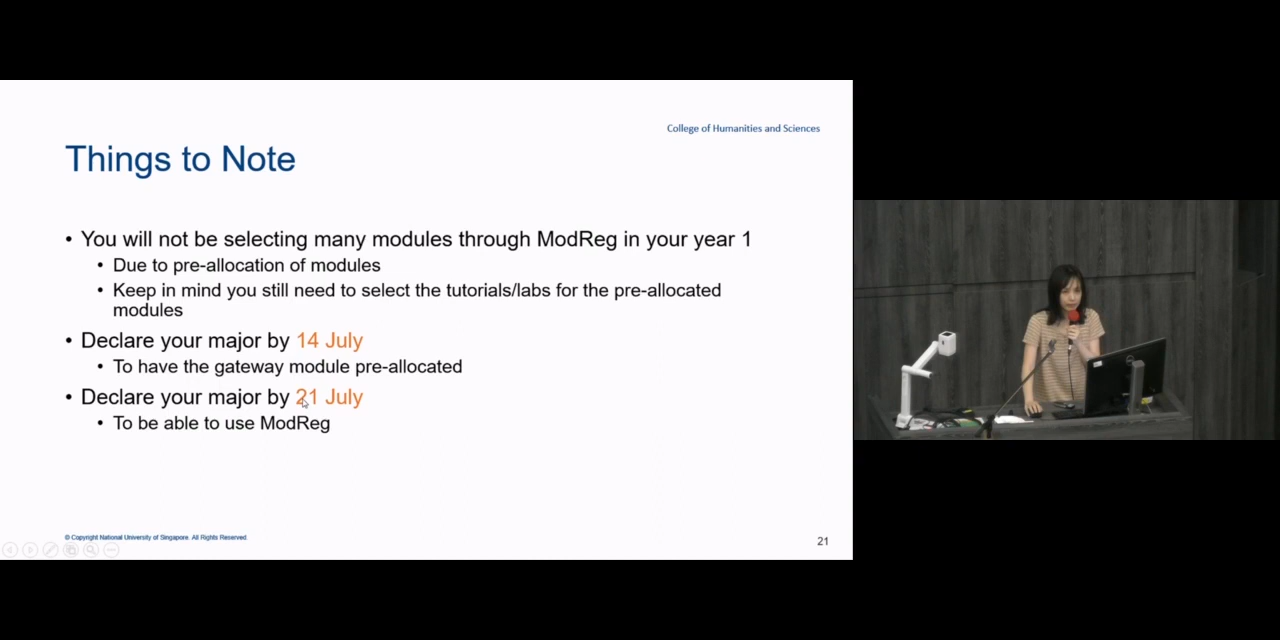 College of Humanities and Sciences
Things to Note
• You will not be selecting many modules through ModReg in your year 1
• Due to pre-allocation of modules
• Keep in mind you still need to select the tutorials/labs for the pre-allocated
modules
• Declare your major by 14 July
• To have the gateway module pre-allocated
• Declare your major by 21 July
• To be able to use ModReg
© Copyright National University of Singapore. All Rights Reserved.
21